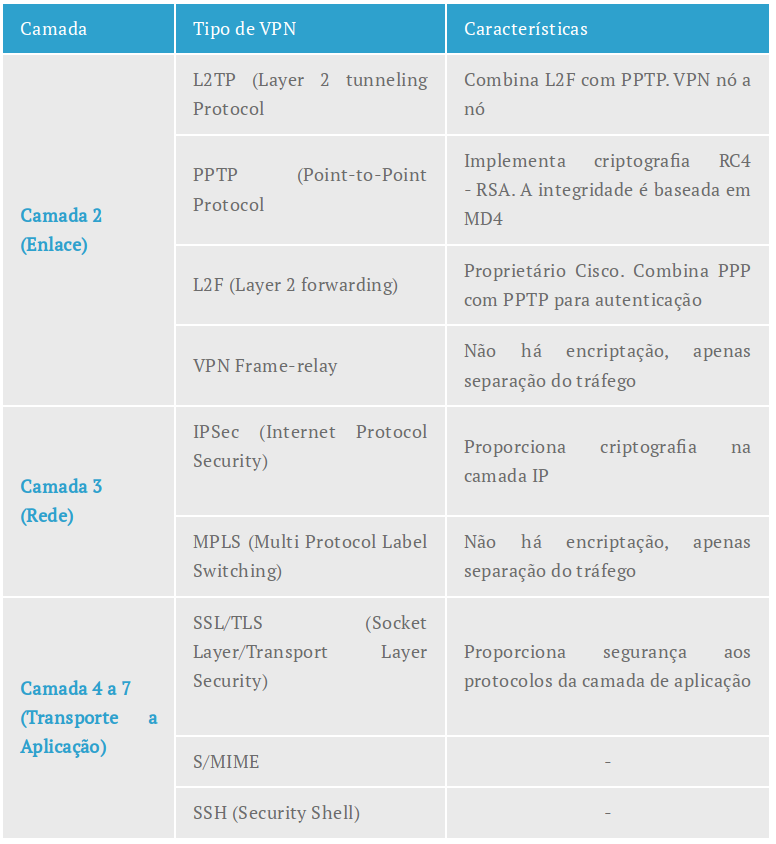 Camada Tipo de VPN Características
Camada 2
(Enlace)
L2TP (Layer 2 tunneling
Protocol
Combina L2F com PPTP. VPN nó a
nó
PPTP (Point-to-Point
Protocol
Implementa criptografia RC4
- RSA. A integridade é baseada em
MD4
L2F (Layer 2 forwarding)
Proprietário Cisco. Combina PPP
com PPTP para autenticação
VPN Frame-relay
Não há encriptação, apenas
separação do tráfego
Camada 3
(Rede)
IPSec (Internet Protocol
Security)
Proporciona criptografia na
camada IP
MPLS (Multi Protocol Label
Switching)
Não há encriptação, apenas
separação do tráfego
Camada 4 a 7
(Transporte a
Aplicação)
SSL/TLS (Socket
Layer/Transport Layer
Security)
Proporciona segurança aos
protocolos da camada de aplicação
S/MIME -
SSH (Security Shell) -